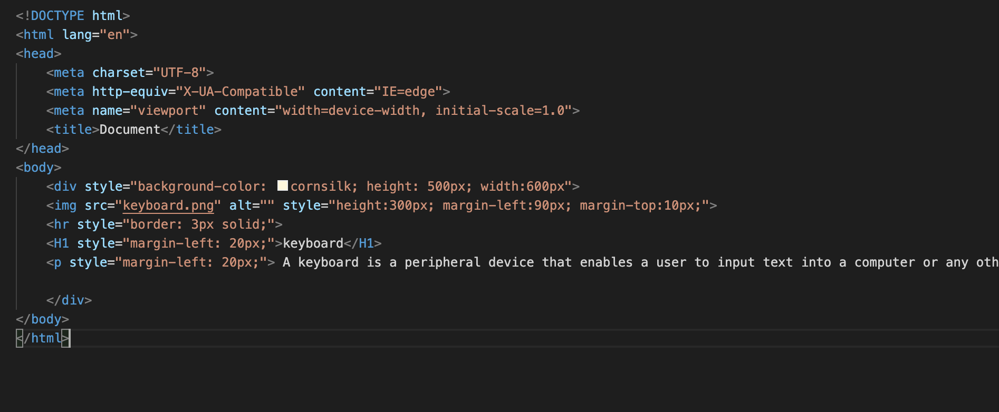 <!DOCTYPE html>
<html lang="en">
<head>
    <meta charset="UTF-8">
    <meta http-equiv="X-UA-Compatible" content="IE=edge">
    <meta name="viewport" content="width=device-width, initial-scale=1.0">
    <title>Document</title>
</head>
<body>
    <div style="background-color: cornsilk; height: 500px; width:600px">
    <img src="keyboard.png" alt="" style="height:300px; margin-left:90px; margin-top:10px;">
    <hr style="border: 3px solid;">
    <H1 style="margin-left: 20px;">keyboard</H1>
    <p style="margin-left: 20px;"> A keyboard is a peripheral device that enables a user to input text into a computer or any oth
    </div>
</body>
</html>